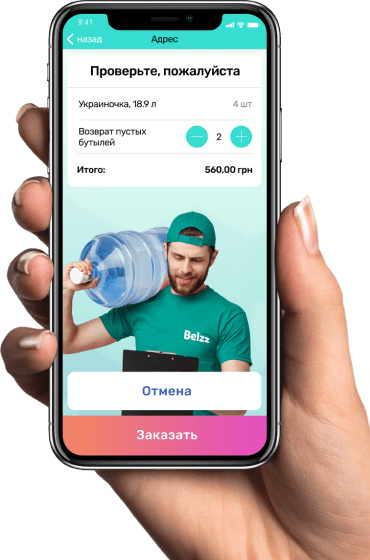 9:41
назад Адрес
Проверьте, пожалуйста
Украиночка, 18.9 л 4 шт
Возврат пустых
бутылей
2
Итого: 560,00 грн
Belzz
Отмена
Заказать